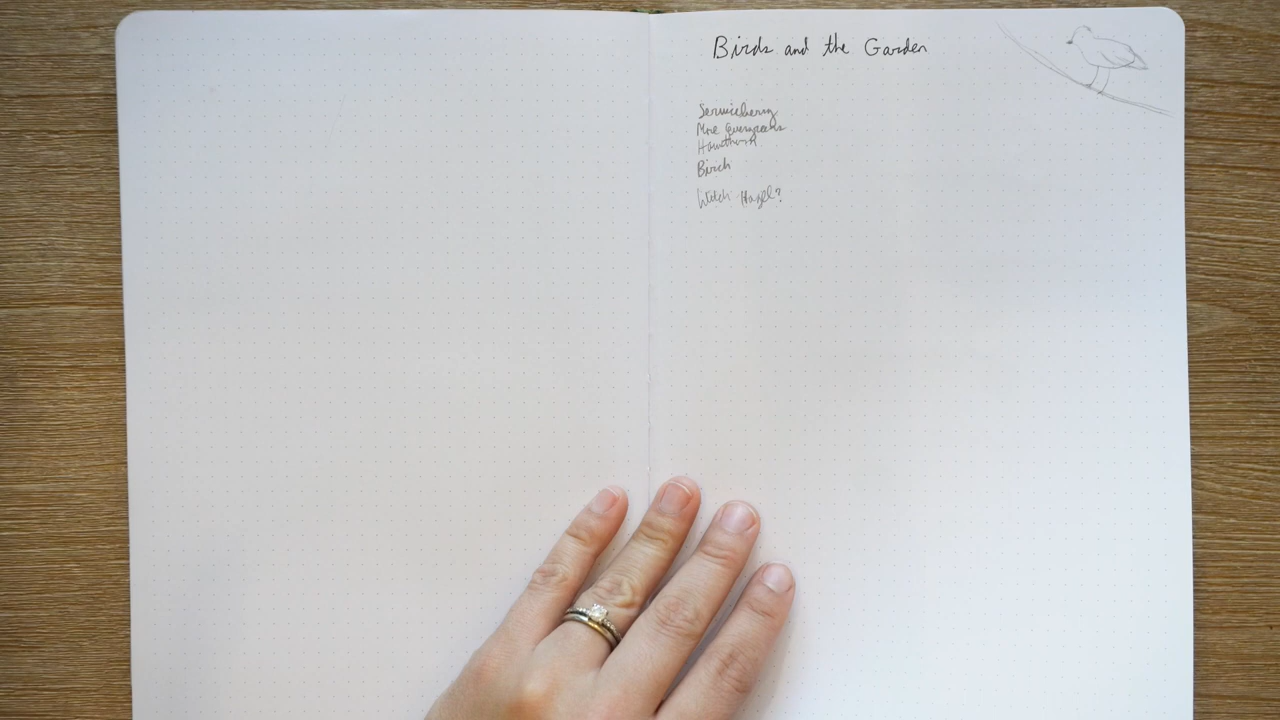 Birds and the Garden
Serviceberry
More Evergreens
Hawthorn
Birch
Witch Hazel?